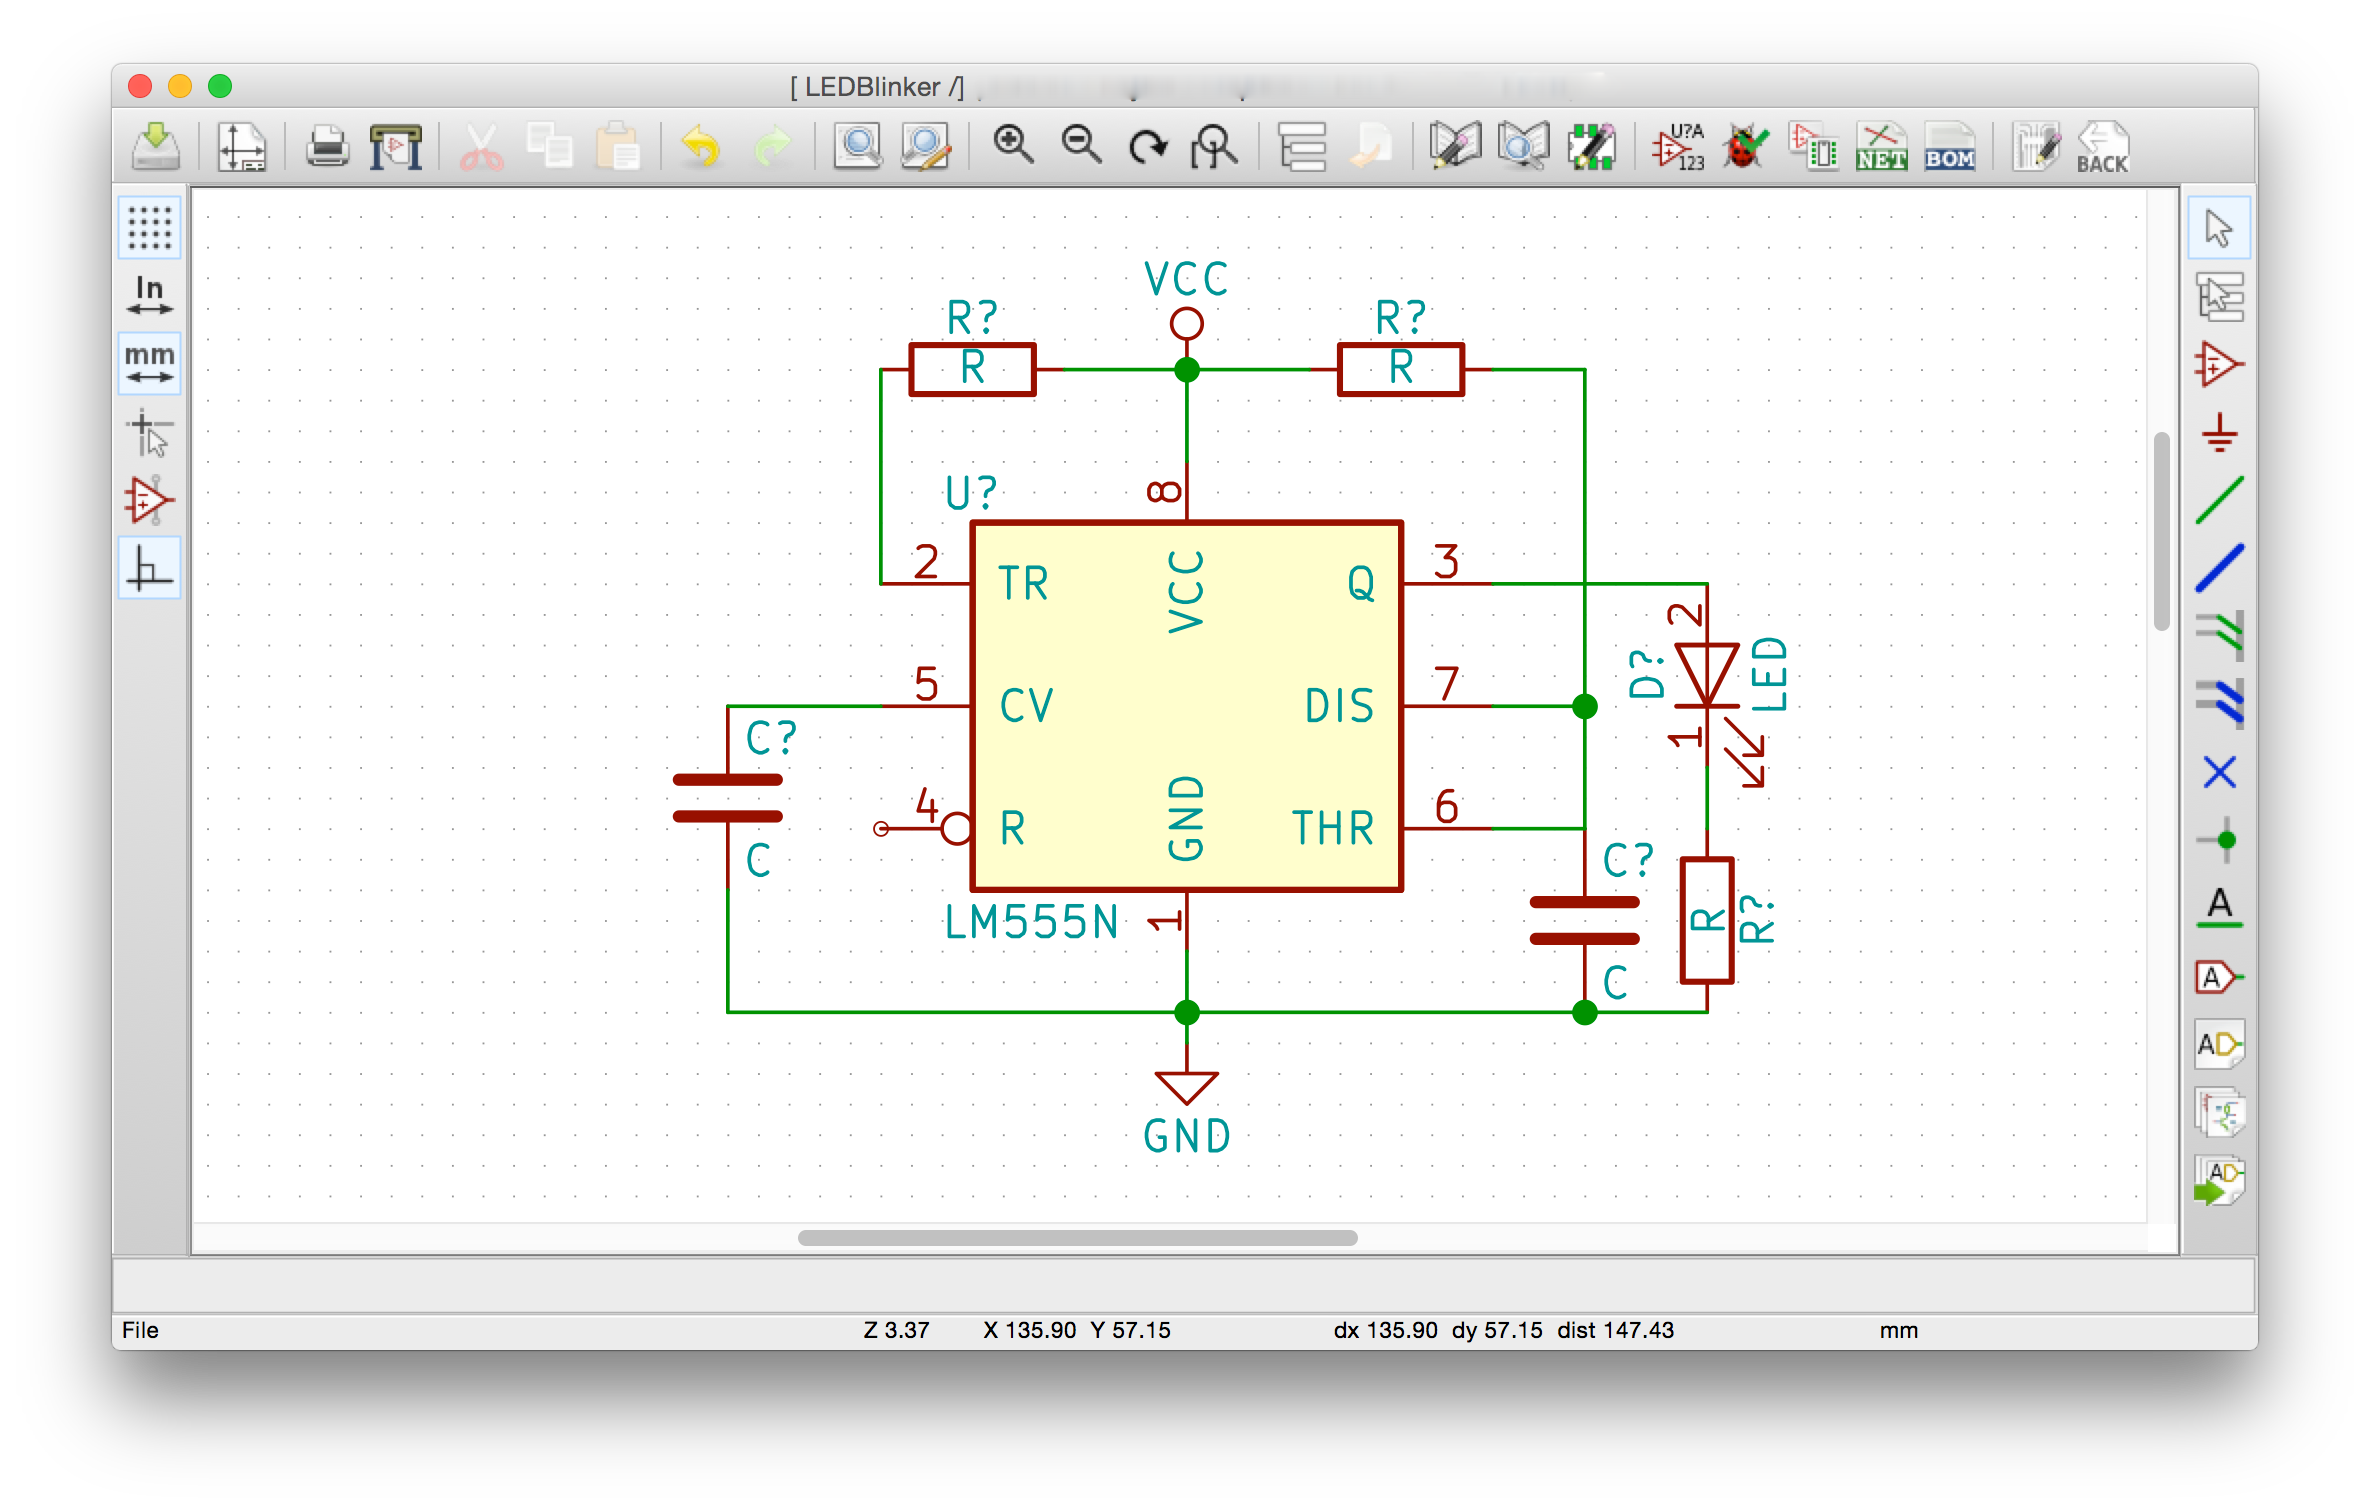 [ LEDBlinker /]
U?A
123
NET
BOM
BACK
In
mm
VCC
R?
R
R?
R
U?
8
2
TR
VCC
Q
3
2
D?
LED
5
CV
DIS
7
1
C?
C
4
R
GND
THR
6
C?
C
R
R?
LM555N
1
GND
A
A
AD
AD
File
Z 3.37
X 135.90 Y 57.15
dx 135.90 dy 57.15 dist 147.43
mm